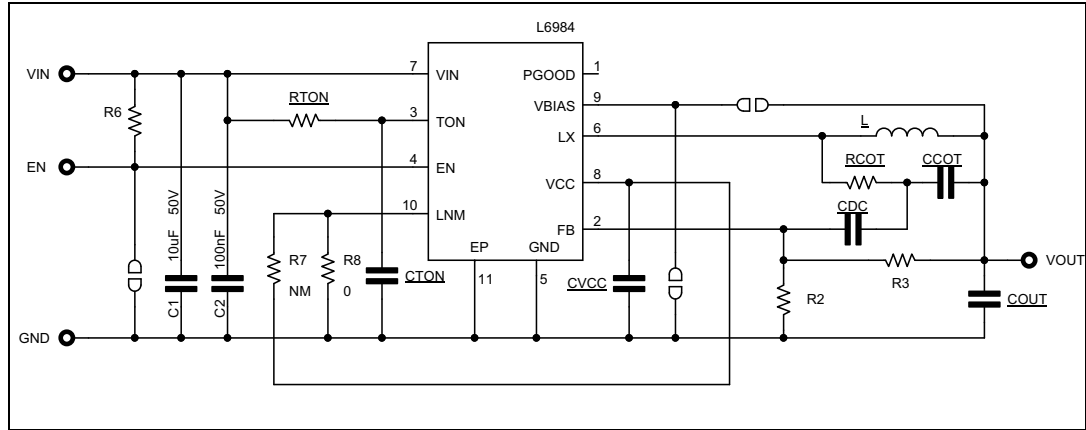 L6984
VIN
7
VIN
PGOOD
1
R6
RTON
3
TON
VBIAS
9
LX
6
L
EN
4
EN
RCOT
CCOT
VCC
8
10
LNM
CDC
FB
2
10uF 50V
100nF 50V
R7
NM
R8
0
CTON
EP
11
GND
5
CVCC
R2
R3
VOUT
COUT
C1
C2
GND